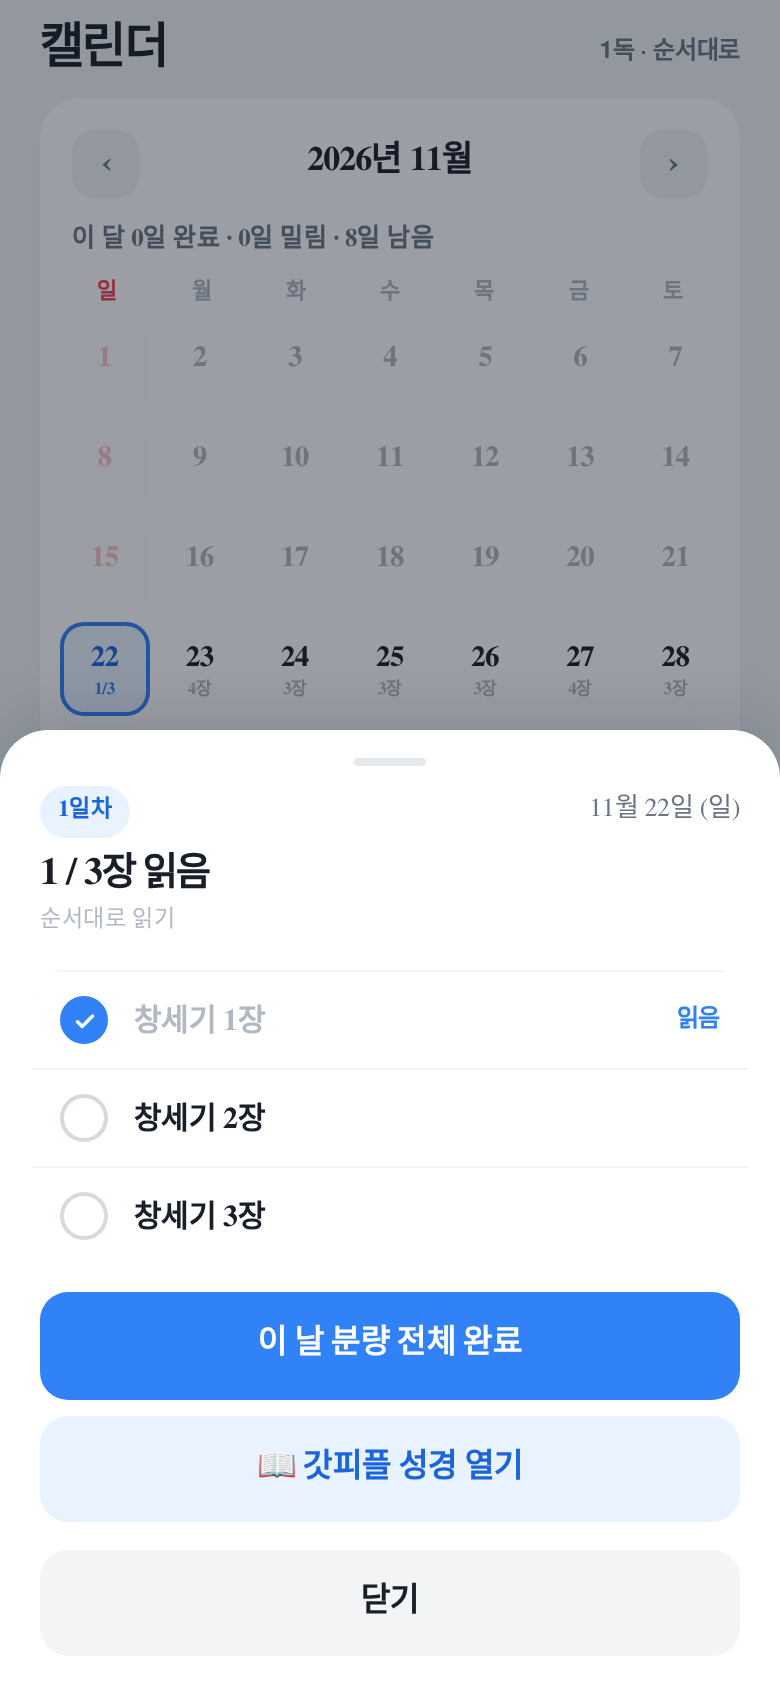 캘린더
1독 · 순서대로
‹ 2026년 11월 ›
이 달 0일 완료 · 0일 밀림 · 8일 남음
일 월 화 수 목 금 토
1 2 3 4 5 6 7
8 9 10 11 12 13 14
15 16 17 18 19 20 21
22 23 24 25 26 27 28
1/3 4장 3장 3장 3장 4장 3장
1일차
11월 22일 (일)
1 / 3장 읽음
순서대로 읽기
창세기 1장 읽음
창세기 2장
창세기 3장
이 날 분량 전체 완료
📖 갓피플 성경 열기
닫기